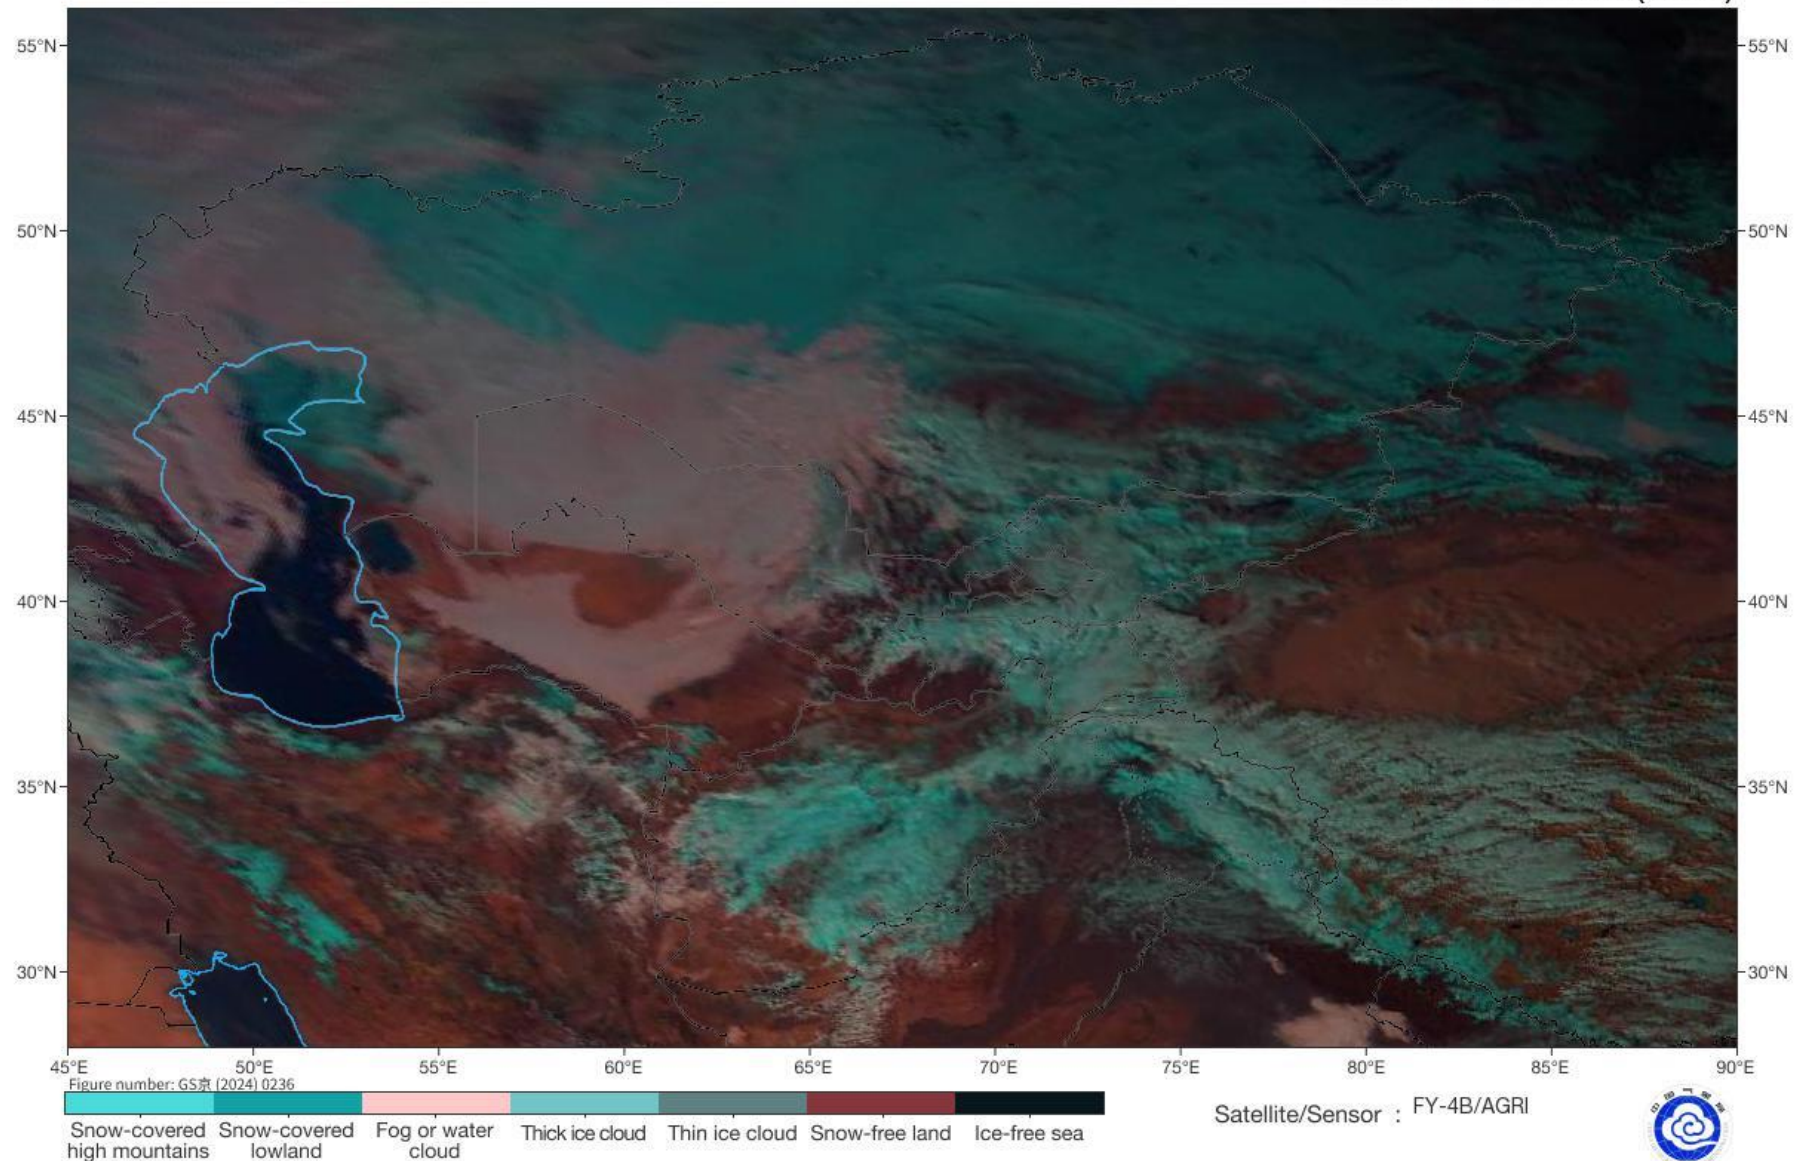 55°N
55°N
50°N
50°N
45°N
45°N
40°N
40°N
35°N
35°N
30°N
30°N
45°E 50°E 55°E 60°E 65°E 70°E 75°E 80°E 85°E 90°E
Figure number: GS京 (2024) 0236
Snow-covered high mountains
Snow-covered lowland
Fog or water cloud
Thick ice cloud
Thin ice cloud
Snow-free land
Ice-free sea
Satellite/Sensor : FY-4B/AGRI